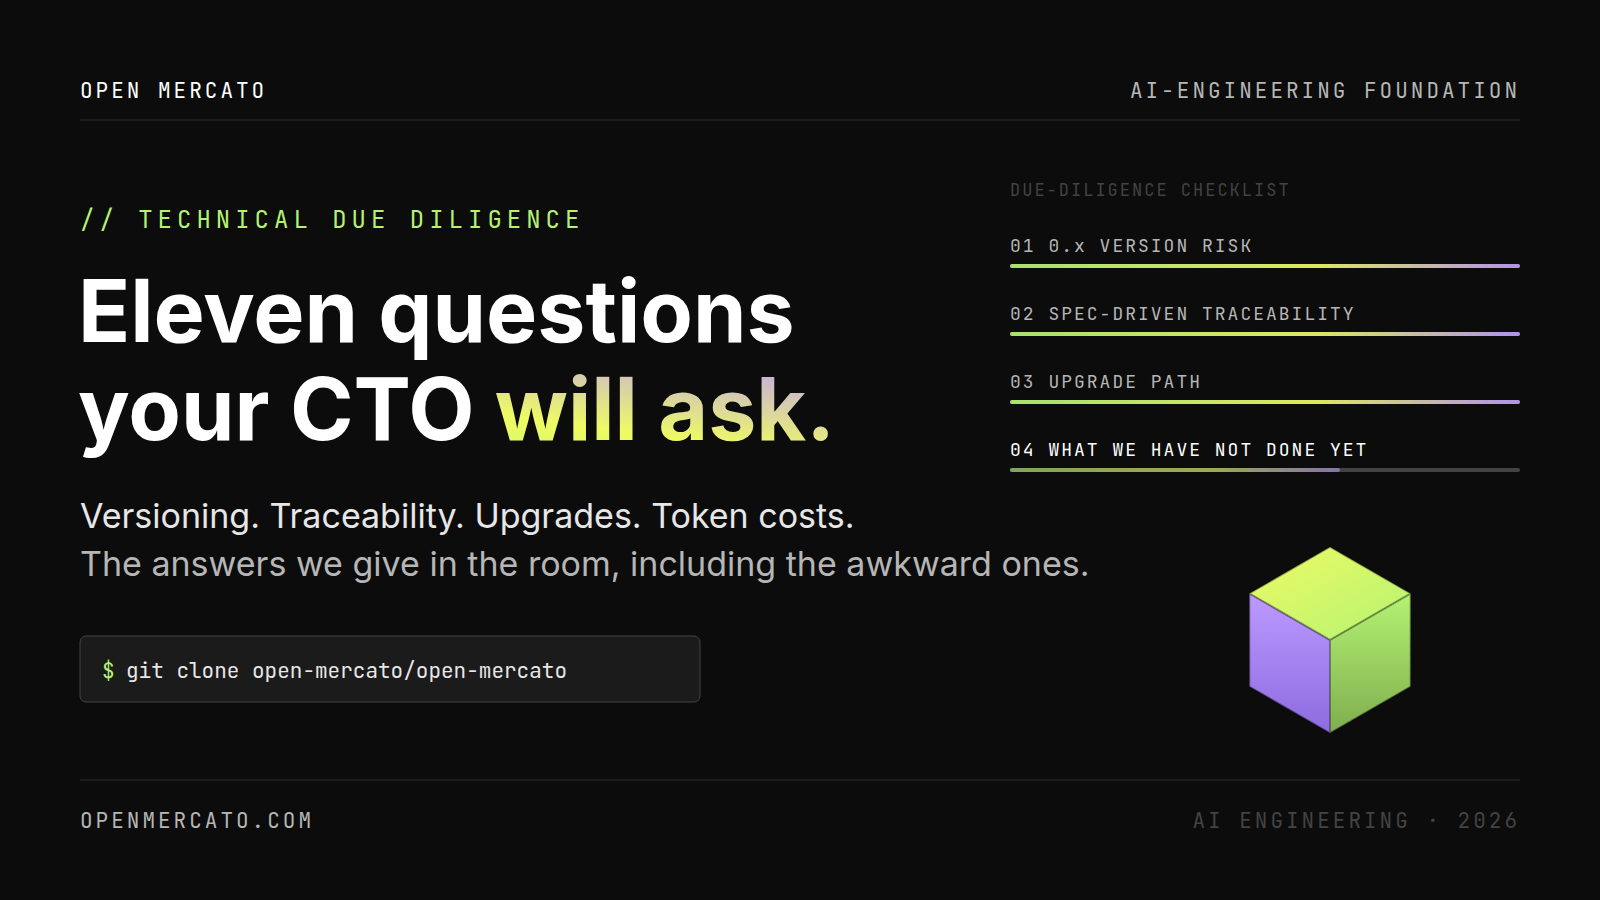 OPEN MERCATO
AI-ENGINEERING FOUNDATION
// TECHNICAL DUE DILIGENCE
Eleven questions
your CTO will ask.
Versioning. Traceability. Upgrades. Token costs.
The answers we give in the room, including the awkward ones.
$ git clone open-mercato/open-mercato
DUE-DILIGENCE CHECKLIST
01 0.x VERSION RISK
02 SPEC-DRIVEN TRACEABILITY
03 UPGRADE PATH
04 WHAT WE HAVE NOT DONE YET
OPENMERCATO.COM
AI ENGINEERING · 2026